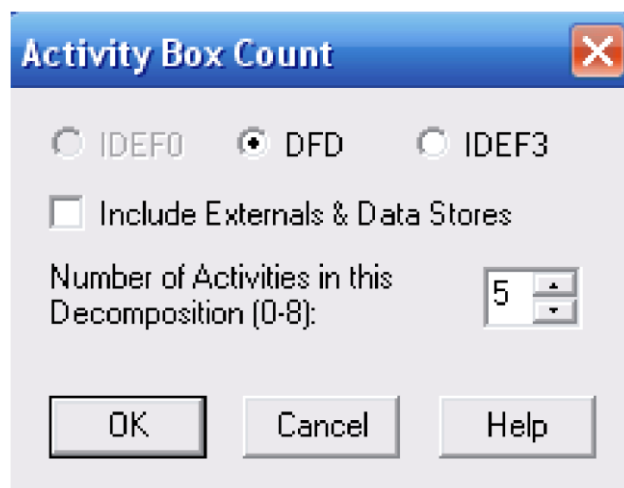 Activity Box Count
IDEF0 DFD IDEF3
Include Externals & Data Stores
Number of Activities in this
Decomposition (0-8):
5
OK Cancel Help